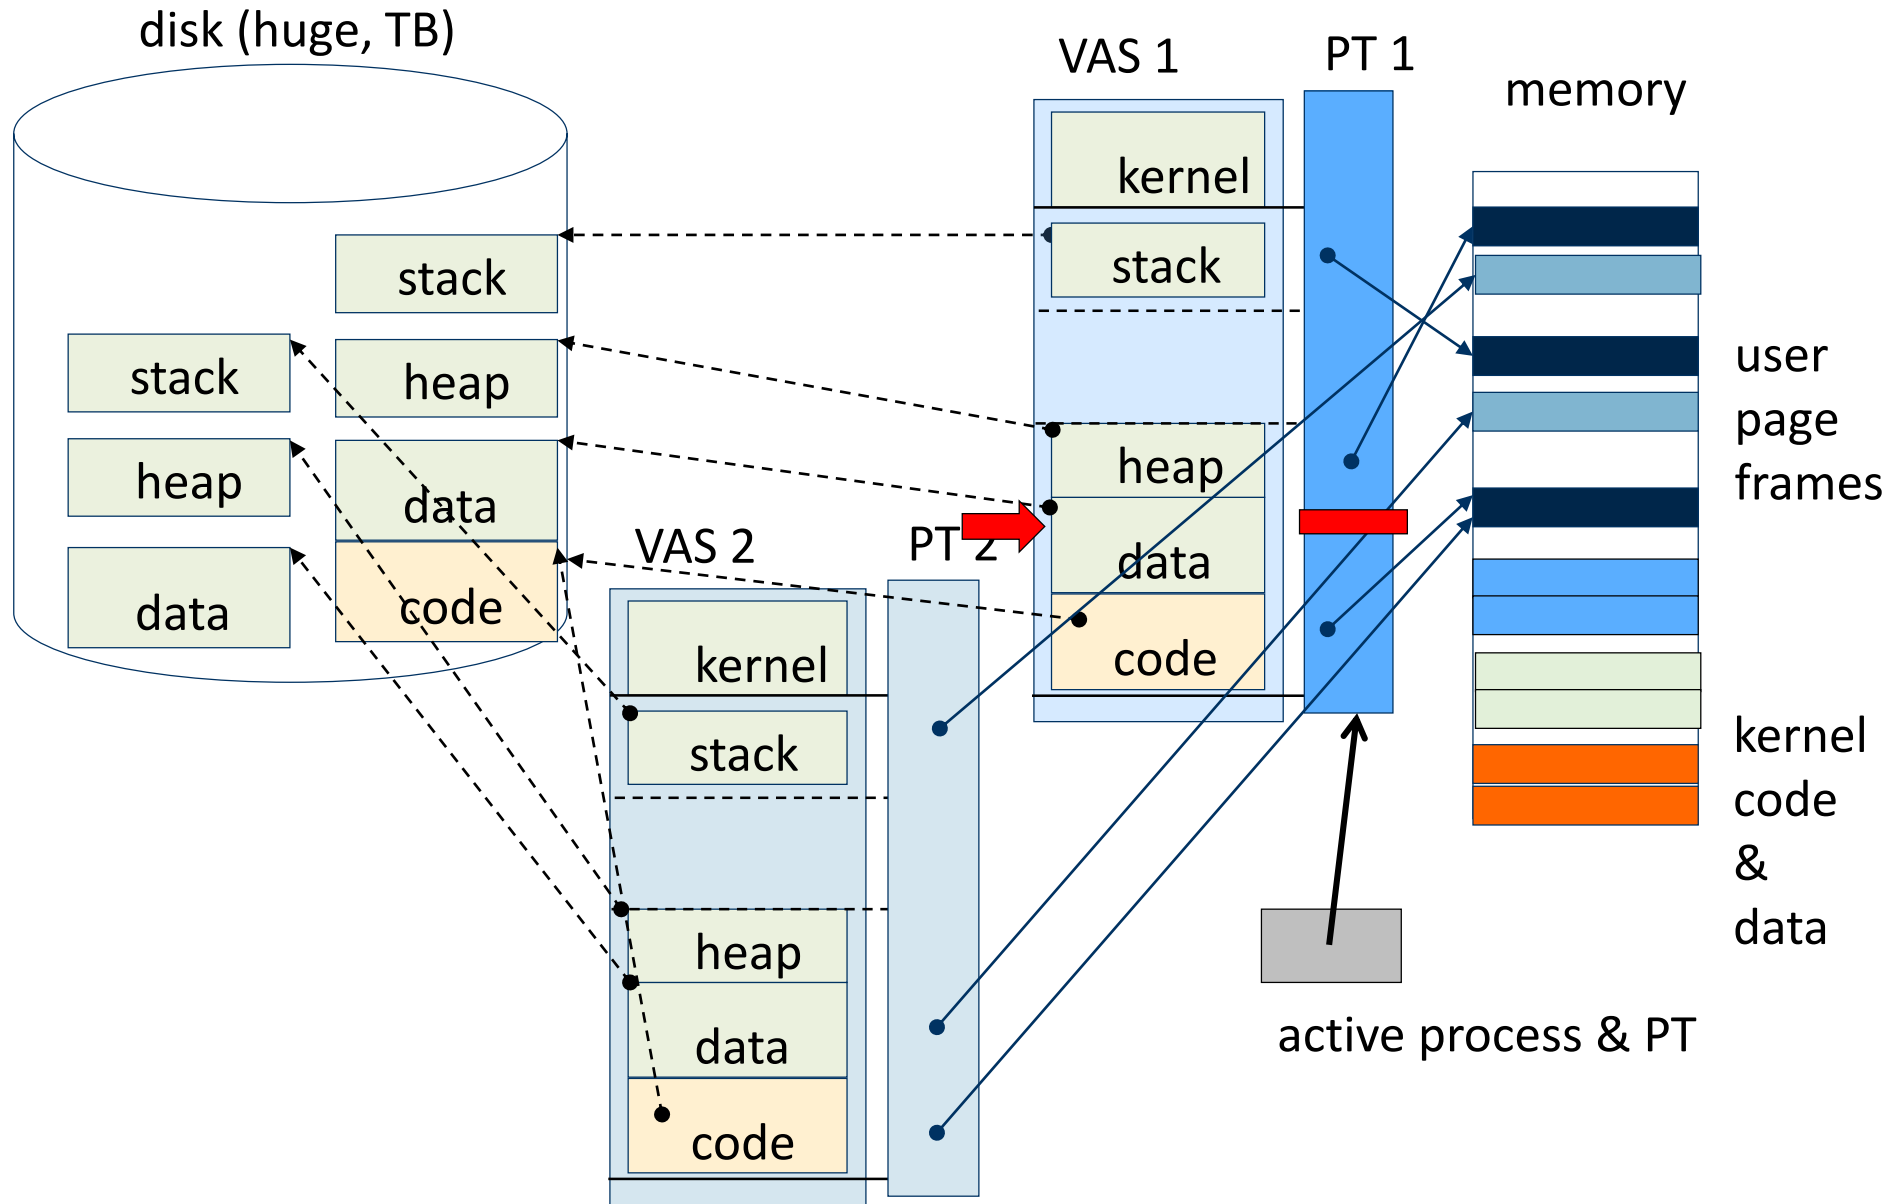 disk (huge, TB)
stack
heap
data
code
stack
heap
data
VAS 1
PT 1
kernel
stack
heap
data
code
VAS 2
PT 2
kernel
stack
heap
data
code
memory
user
page
frames
kernel
code
&
data
active process & PT